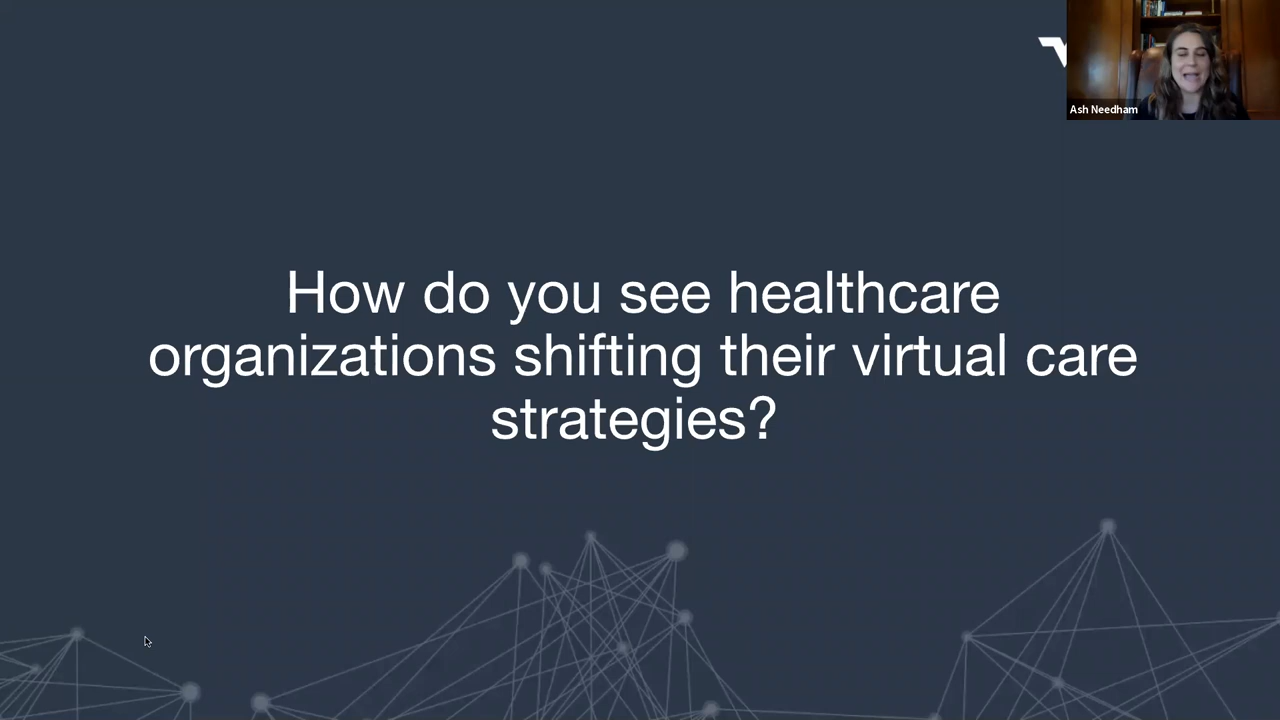 Ash Needham
How do you see healthcare
organizations shifting their virtual care
strategies?